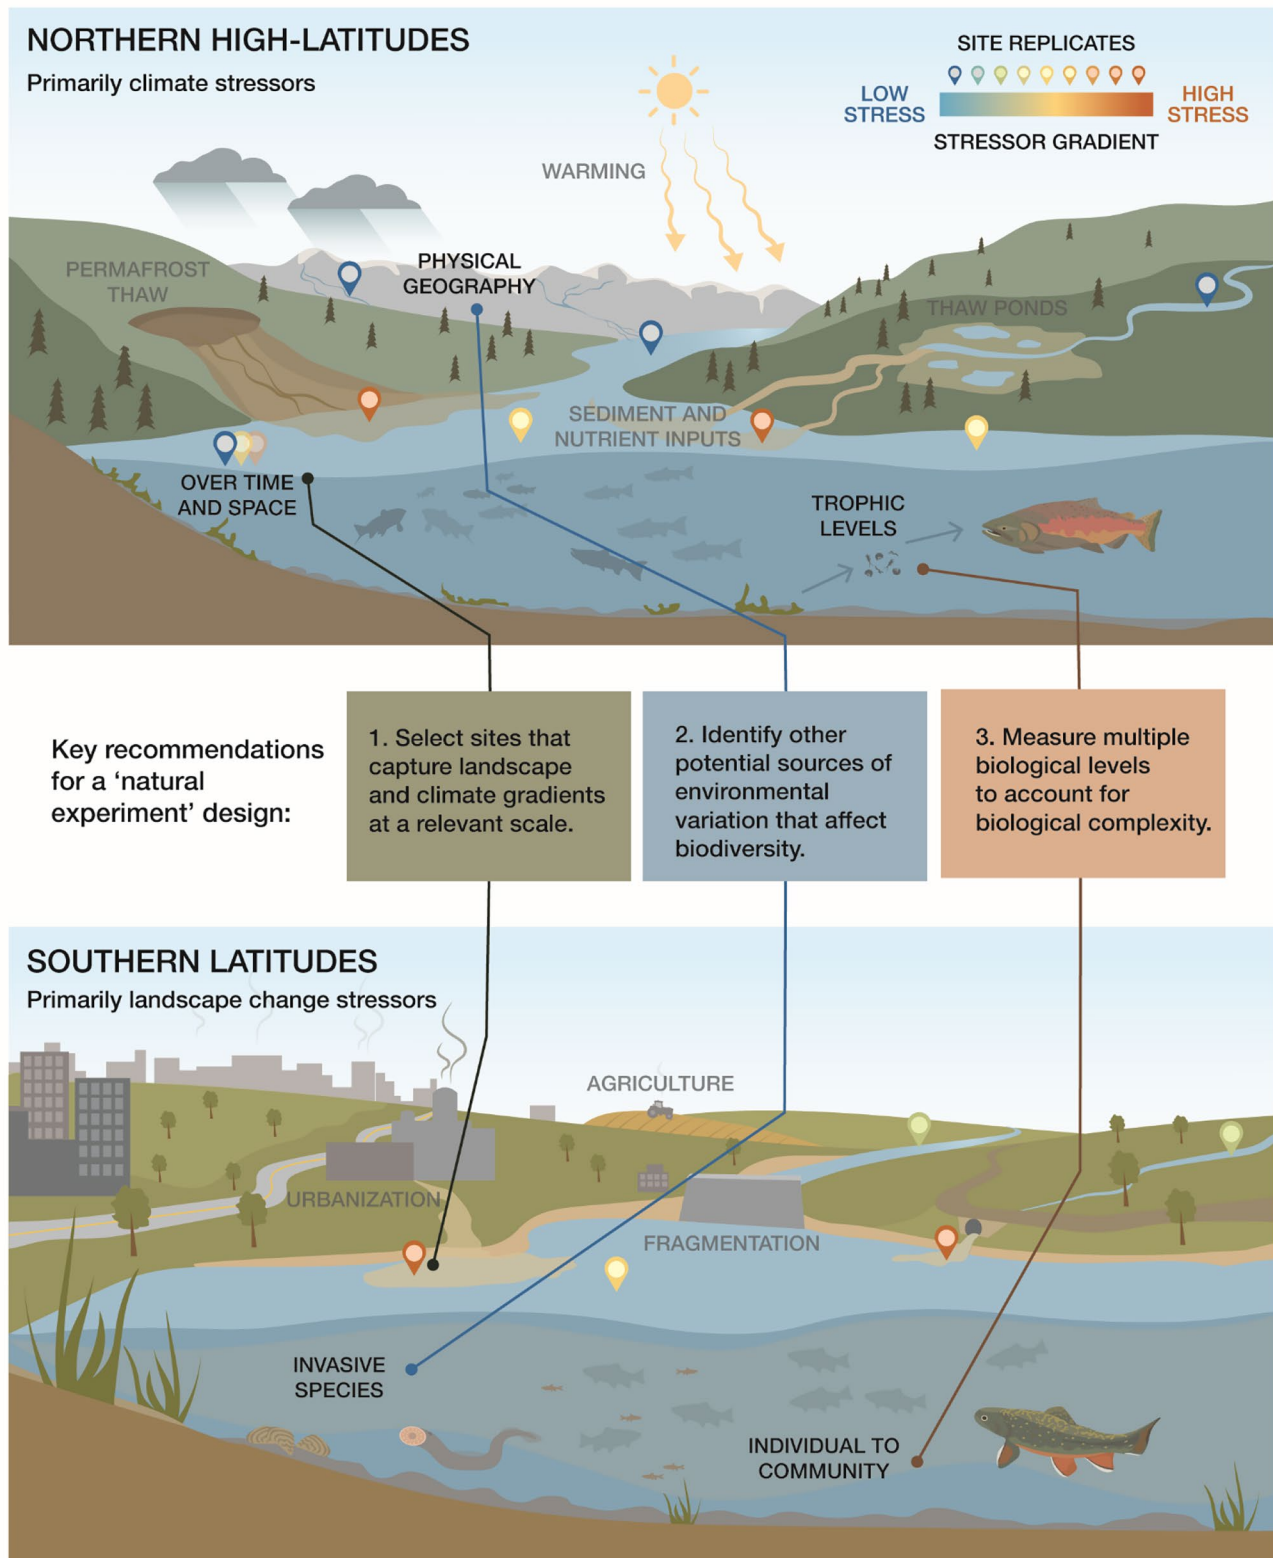 NORTHERN HIGH-LATITUDES
Primarily climate stressors
SITE REPLICATES
LOW
STRESS
HIGH
STRESS
STRESSOR GRADIENT
WARMING
PERMAFROST
THAW
PHYSICAL
GEOGRAPHY
THAW PONDS
SEDIMENT AND
NUTRIENT INPUTS
OVER TIME
AND SPACE
TROPHIC
LEVELS
Key recommendations
for a ‘natural
experiment’ design:
1. Select sites that
capture landscape
and climate gradients
at a relevant scale.
2. Identify other
potential sources of
environmental
variation that affect
biodiversity.
3. Measure multiple
biological levels
to account for
biological complexity.
SOUTHERN LATITUDES
Primarily landscape change stressors
AGRICULTURE
URBANIZATION
FRAGMENTATION
INVASIVE
SPECIES
INDIVIDUAL TO
COMMUNITY